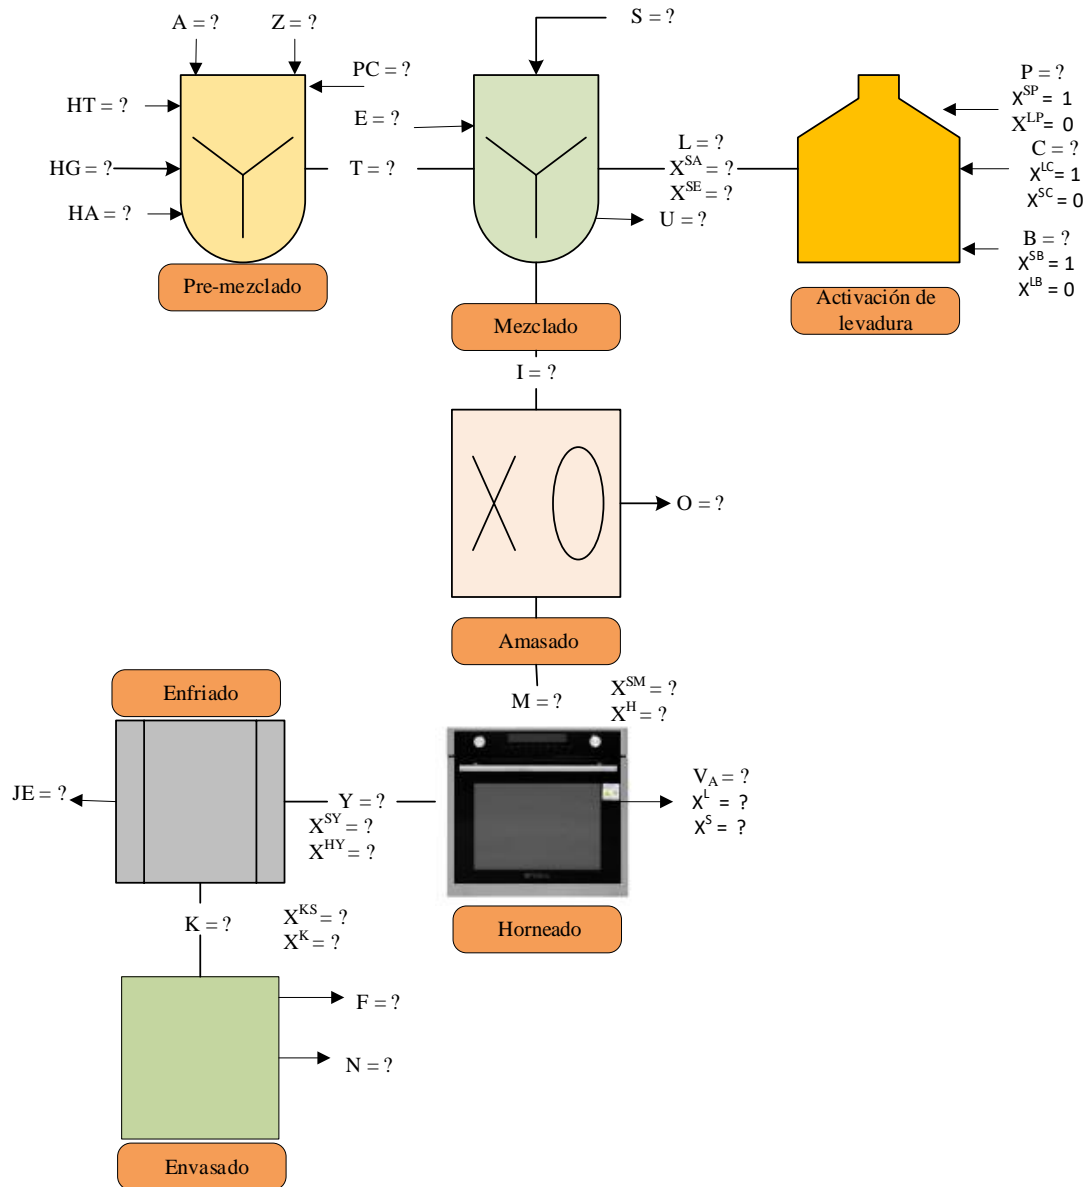 A = ?
Z = ?
S = ?
PC = ?
HT = ?
E = ?
HG = ?
T = ?
HA = ?
L = ?
X^SA = ?
X^SE = ?
U = ?
P = ?
X^SP = 1
X^LP = 0
C = ?
X^LC = 1
X^SC = 0
B = ?
X^SB = 1
X^LB = 0
Pre-mezclado
Mezclado
Activación de
levadura
I = ?
O = ?
Amasado
M = ?
X^SM = ?
X^H = ?
Enfriado
JE = ?
Y = ?
X^SY = ?
X^HY = ?
V_A = ?
X^L = ?
X^S = ?
Horneado
K = ?
X^KS = ?
X^K = ?
F = ?
N = ?
Envasado